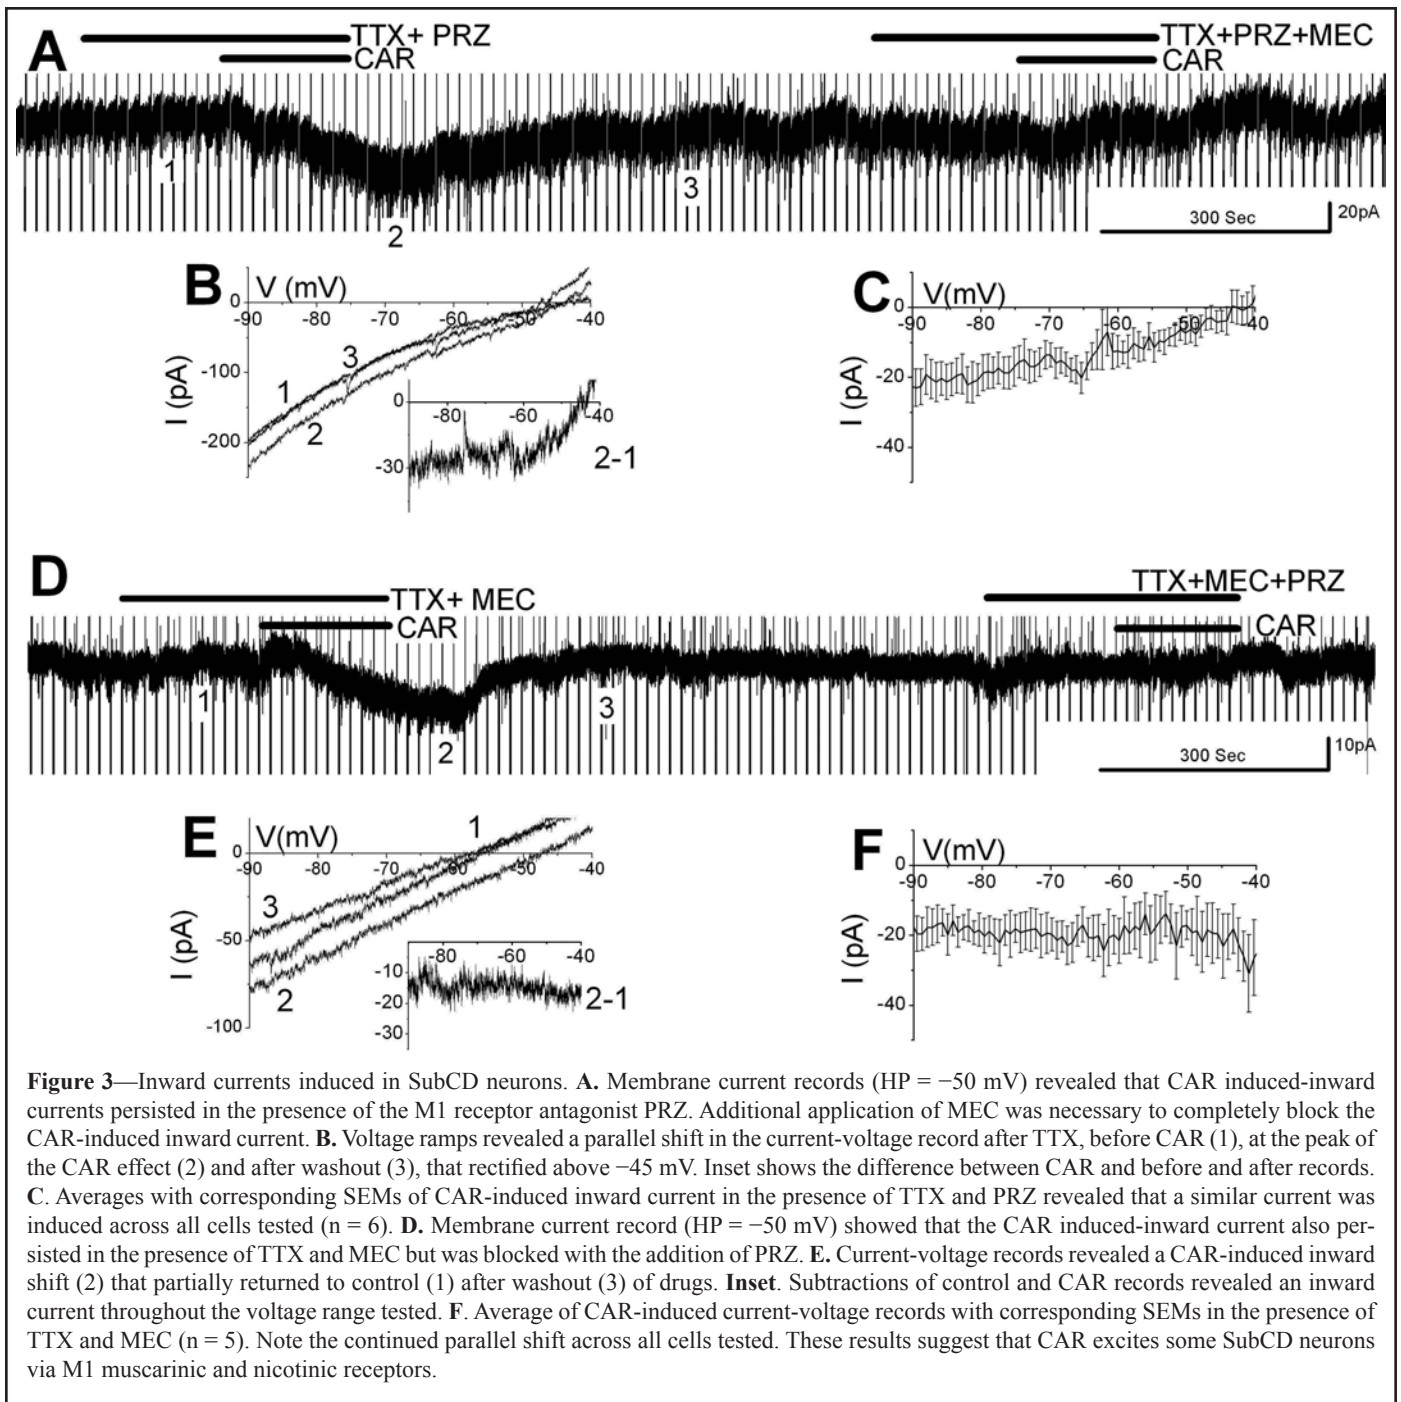 A
TTX+ PRZ
CAR
TTX+PRZ+MEC
CAR
1
2
3
300 Sec
20pA
B
V (mV)
0
-90
-80
-70
-60
-50
-40
-100
-200
I (pA)
1
2
3
0
-80
-60
-40
-30
2-1
C
V(mV)
0
-90
-80
-70
-60
-50
-40
-20
-40
I (pA)
D
TTX+ MEC
CAR
TTX+MEC+PRZ
CAR
1
2
3
300 Sec
10pA
E
V(mV)
0
-90
-80
-70
-60
-50
-40
-50
-100
I (pA)
1
3
2
-80
-60
-40
-10
-20
-30
2-1
F
V(mV)
0
-90
-80
-70
-60
-50
-40
-20
-40
I (pA)
Figure 3—Inward currents induced in SubCD neurons. A. Membrane current records (HP = −50 mV) revealed that CAR induced-inward
currents persisted in the presence of the M1 receptor antagonist PRZ. Additional application of MEC was necessary to completely block the
CAR-induced inward current. B. Voltage ramps revealed a parallel shift in the current-voltage record after TTX, before CAR (1), at the peak of
the CAR effect (2) and after washout (3), that rectified above −45 mV. Inset shows the difference between CAR and before and after records.
C. Averages with corresponding SEMs of CAR-induced inward current in the presence of TTX and PRZ revealed that a similar current was
induced across all cells tested (n = 6). D. Membrane current record (HP = −50 mV) showed that the CAR induced-inward current also per-
sisted in the presence of TTX and MEC but was blocked with the addition of PRZ. E. Current-voltage records revealed a CAR-induced inward
shift (2) that partially returned to control (1) after washout (3) of drugs. Inset. Subtractions of control and CAR records revealed an inward
current throughout the voltage range tested. F. Average of CAR-induced current-voltage records with corresponding SEMs in the presence of
TTX and MEC (n = 5). Note the continued parallel shift across all cells tested. These results suggest that CAR excites some SubCD neurons
via M1 muscarinic and nicotinic receptors.